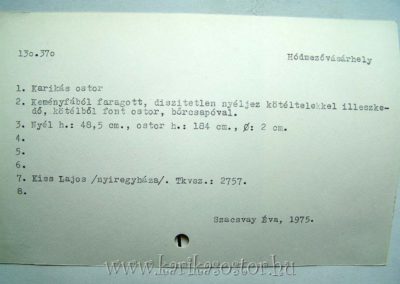 13o.37o
Hódmezővásárhely
1. Karikás ostor
2. Keményfából faragott, diszitetlen nyéljez kötéltelekkel illeszke-
dő, kötélből font ostor, bőrcsapóval.
3. Nyél h.: 48,5 cm., ostor h.: 184 cm., Ø: 2 cm.
4.
5.
6.
7. Kiss Lajos /nyiregyháza/. Tkvsz.: 2757.
8.
Szacsvay Éva, 1975.
www.karikasostor.hu